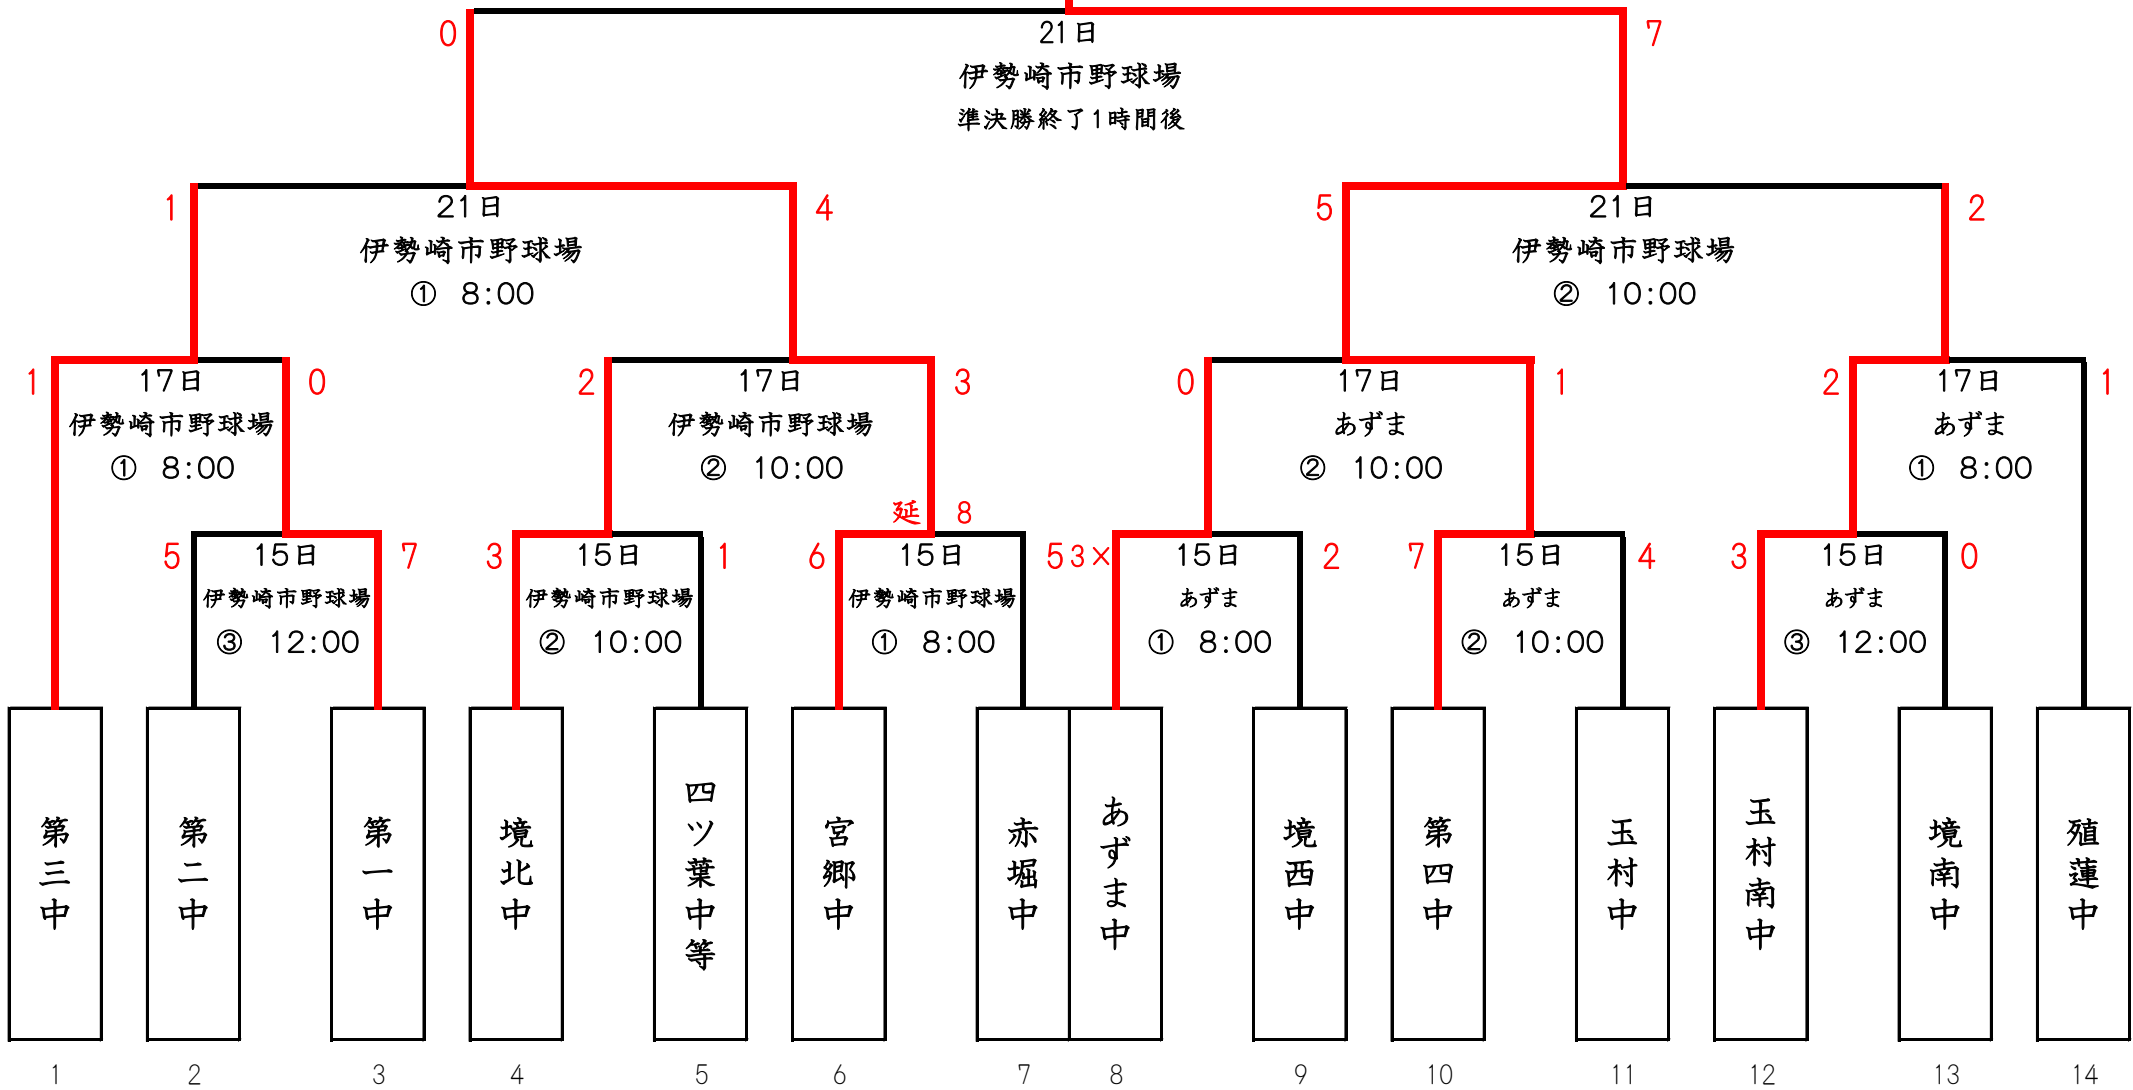 0
21日
7
伊勢崎市野球場
準決勝終了1時間後
1
21日
4
5
21日
2
伊勢崎市野球場
伊勢崎市野球場
① 8:00
② 10:00
1
17日
0
2
17日
3
0
17日
1
2
17日
1
伊勢崎市野球場
伊勢崎市野球場
あずま
あずま
① 8:00
② 10:00
② 10:00
① 8:00
延 8
5
15日
7
3
15日
1
6
15日
5
3×
15日
2
7
15日
4
3
15日
0
伊勢崎市野球場
伊勢崎市野球場
伊勢崎市野球場
あずま
あずま
あずま
③ 12:00
② 10:00
① 8:00
① 8:00
② 10:00
③ 12:00
第三中
第二中
第一中
境北中
四ツ葉中等
宮郷中
赤堀中
あずま中
境西中
第四中
玉村中
玉村南中
境南中
殖蓮中
1
2
3
4
5
6
7
8
9
10
11
12
13
14